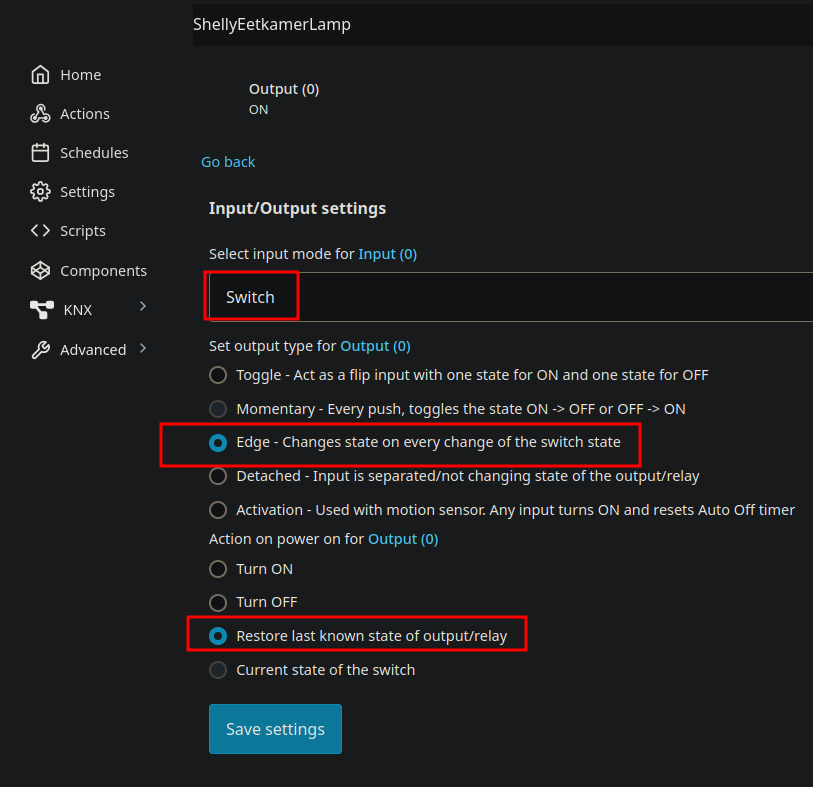 ShellyEetkamerLamp
Home
Actions
Schedules
Settings
Scripts
Components
KNX
Advanced
Output (0)
ON
Go back
Input/Output settings
Select input mode for Input (0)
Switch
Set output type for Output (0)
Toggle - Act as a flip input with one state for ON and one state for OFF
Momentary - Every push, toggles the state ON -> OFF or OFF -> ON
Edge - Changes state on every change of the switch state
Detached - Input is separated/not changing state of the output/relay
Activation - Used with motion sensor. Any input turns ON and resets Auto Off timer
Action on power on for Output (0)
Turn ON
Turn OFF
Restore last known state of output/relay
Current state of the switch
Save settings